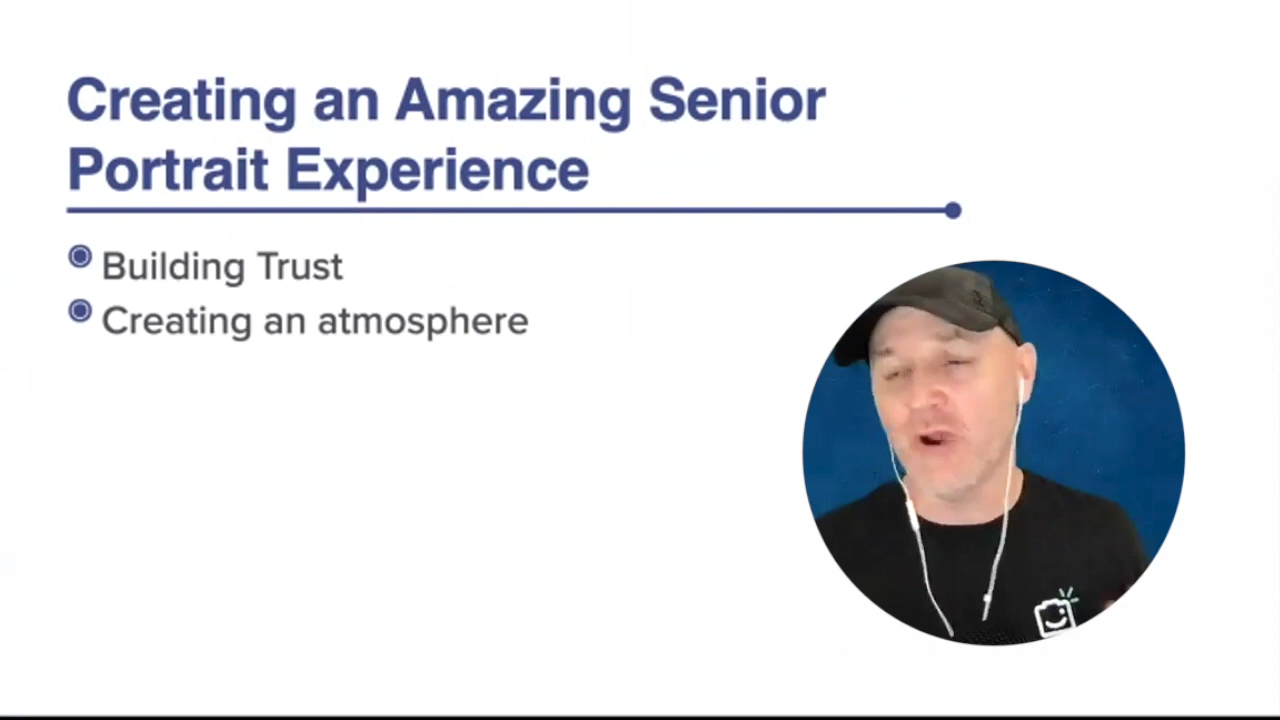 Creating an Amazing Senior
Portrait Experience
Building Trust
Creating an atmosphere